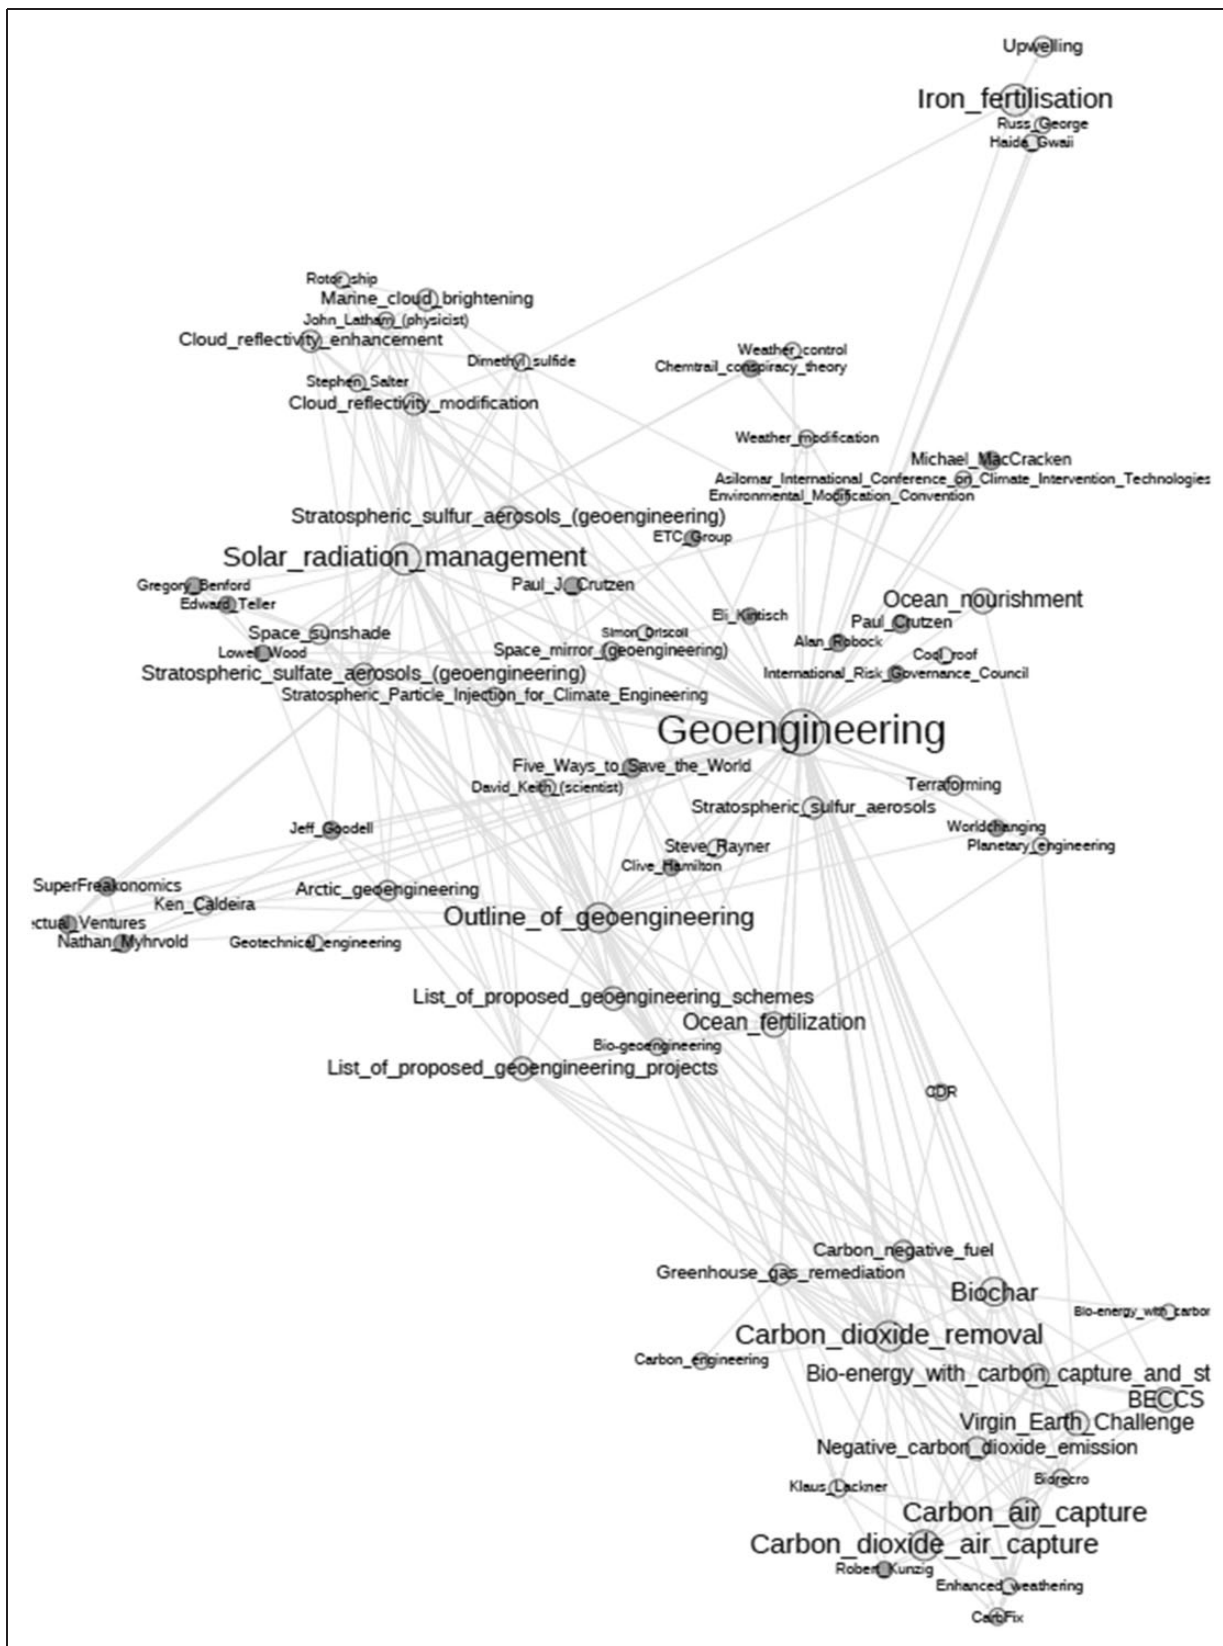 Upwelling
Iron_fertilisation
Russ_George
Haida_Gwaii
Rotor_ship
Marine_cloud_brightening
John_Latham_(physicist)
Cloud_reflectivity_enhancement
Dimethyl_sulfide
Weather_control
Chemtrail_conspiracy_theory
Stephen_Salter
Cloud_reflectivity_modification
Weather_modification
Michael_MacCracken
Asilomar_International_Conference_on_Climate_Intervention_Technologies
Environmental_Modification_Convention
Stratospheric_sulfur_aerosols_(geoengineering)
ETC_Group
Solar_radiation_management
Gregory_Benford
Paul_J._Crutzen
Edward_Teller
Ocean_nourishment
Eli_Kintisch
Paul_Crutzen
Space_sunshade
Simon_Driscoll
Alan_Robock
Lowell_Wood
Space_mirror_(geoengineering)
Cool_roof
Stratospheric_sulfate_aerosols_(geoengineering)
International_Risk_Governance_Council
Stratospheric_Particle_Injection_for_Climate_Engineering
Geoengineering
Five_Ways_to_Save_the_World
David_Keith_(scientist)
Terraforming
Stratospheric_sulfur_aerosols
Jeff_Goodell
Worldchanging
Steve_Rayner
Planetary_engineering
Clive_Hamilton
SuperFreakonomics
Arctic_geoengineering
Ken_Caldeira
Outline_of_geoengineering
ectual_Ventures
Nathan_Myhrvold
Geotechnical_engineering
List_of_proposed_geoengineering_schemes
Ocean_fertilization
Bio-geoengineering
List_of_proposed_geoengineering_projects
CDR
Carbon_negative_fuel
Greenhouse_gas_remediation
Biochar
Bio-energy_with_carbor
Carbon_dioxide_removal
Carbon_engineering
Bio-energy_with_carbon_capture_and_st
BECCS
Virgin_Earth_Challenge
Negative_carbon_dioxide_emission
Biorecro
Klaus_Lackner
Carbon_air_capture
Carbon_dioxide_air_capture
Robert_Kunzig
Enhanced_weathering
CarbFix